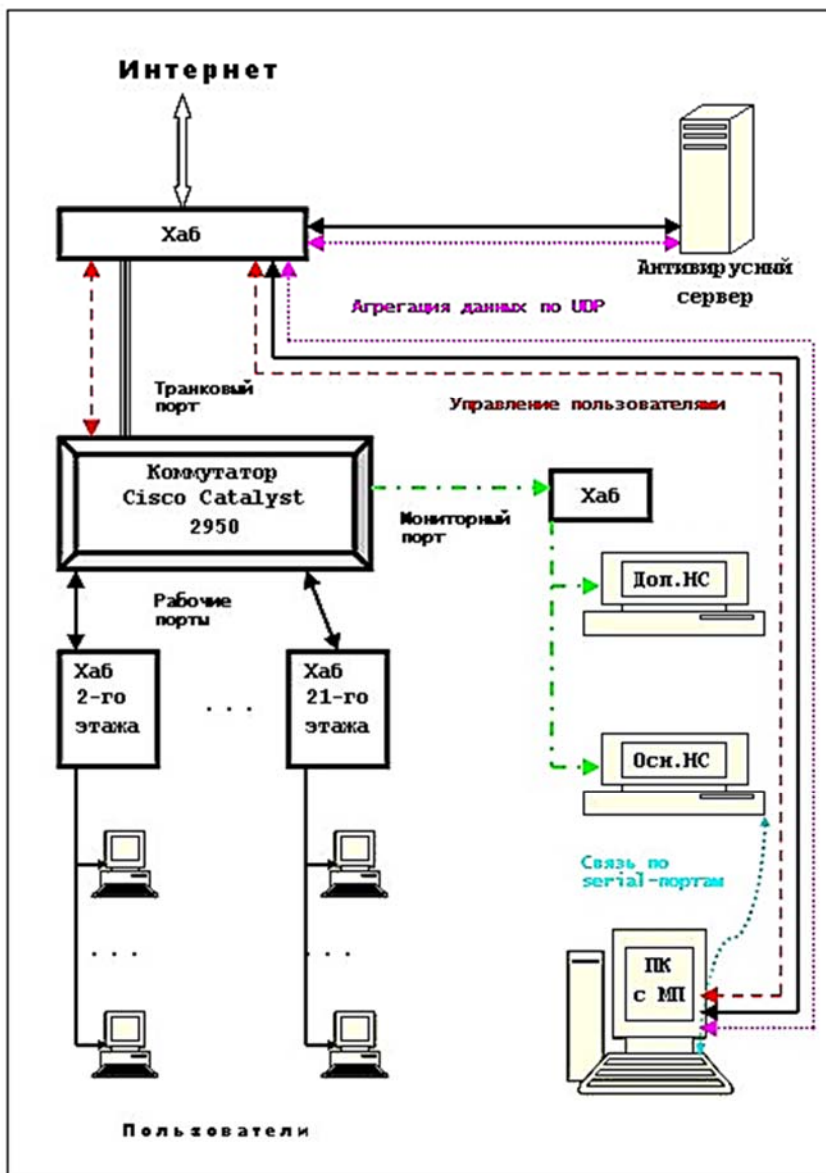 Интернет
Хаб
Антивирусный
сервер
Агрегация данных по UDP
Транковый
порт
Управление пользователями
Коммутатор
Cisco Catalyst
2950
Мониторный
порт
Хаб
Доп.НС
Рабочие
порты
Хаб
2-го
этажа
. . .
Хаб
21-го
этажа
Осн.НС
Связь по
serial-портам
. . .
. . .
ПК
с МП
Пользователи